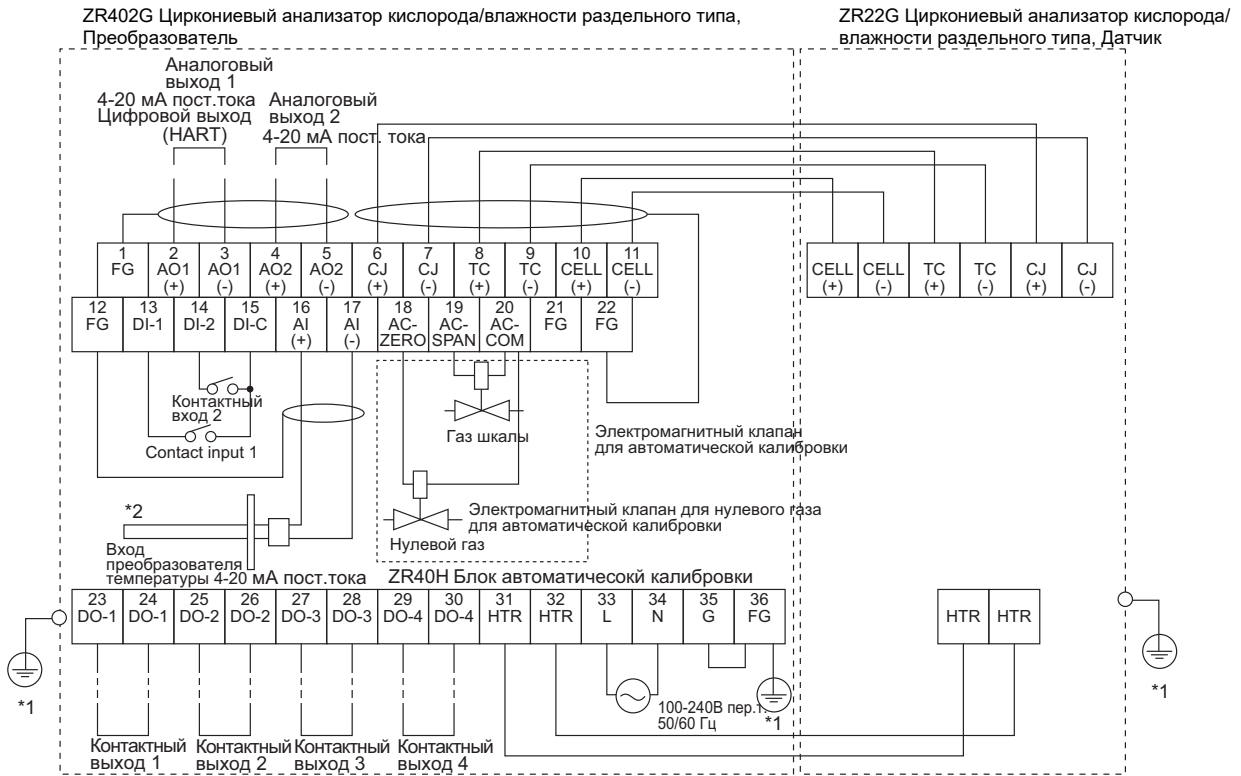 ZR402G Циркониевый анализатор кислорода/влажности раздельного типа,
Преобразователь
ZR22G Циркониевый анализатор кислорода/
влажности раздельного типа, Датчик
Аналоговый
выход 1
4-20 мА пост.тока
Цифровой выход
(HART)
Аналоговый
выход 2
4-20 мА пост. тока
1 2 3 4 5 6 7 8 9 10 11
FG AO1 AO1 AO2 AO2 CJ CJ TC TC CELL CELL
(+) (-) (+) (-) (+) (-) (+) (-) (+) (-)
CELL CELL TC TC CJ CJ
(+) (-) (+) (-) (+) (-)
12 13 14 15 16 17 18 19 20 21 22
FG DI-1 DI-2 DI-C AI AI AC- AC- AC- FG FG
(+) (-) ZERO SPAN COM
Контактный
вход 2
Contact input 1
Газ шкалы
Электромагнитный клапан
для автоматической калибровки
*2
Электромагнитный клапан для нулевого газа
для автоматической калибровки
Нулевой газ
Вход
преобразователя
температуры 4-20 мА пост.тока
ZR40H Блок автоматичесокй калибровки
23 24 25 26 27 28 29 30 31 32 33 34 35 36
DO-1 DO-1 DO-2 DO-2 DO-3 DO-3 DO-4 DO-4 HTR HTR L N G FG
HTR HTR
*1
*1
*1
100-240В пер.т.
50/60 Гц
Контактный
выход 1
Контактный
выход 2
Контактный
выход 3
Контактный
выход 4